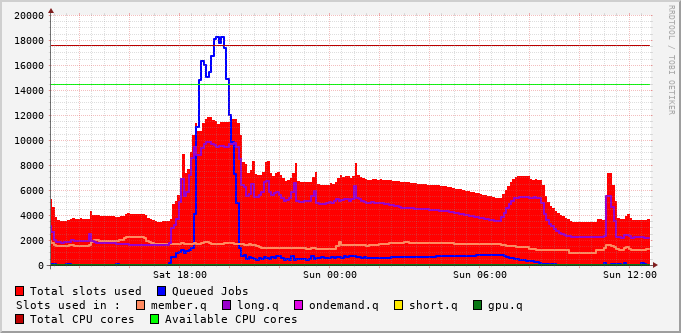 20000
18000
16000
14000
12000
10000
8000
6000
4000
2000
0
Sat 18:00 Sun 00:00 Sun 06:00 Sun 12:00
RRDTOOL / TOBI OETIKER
Total slots used Queued Jobs
Slots used in : member.q long.q ondemand.q short.q gpu.q
Total CPU cores Available CPU cores